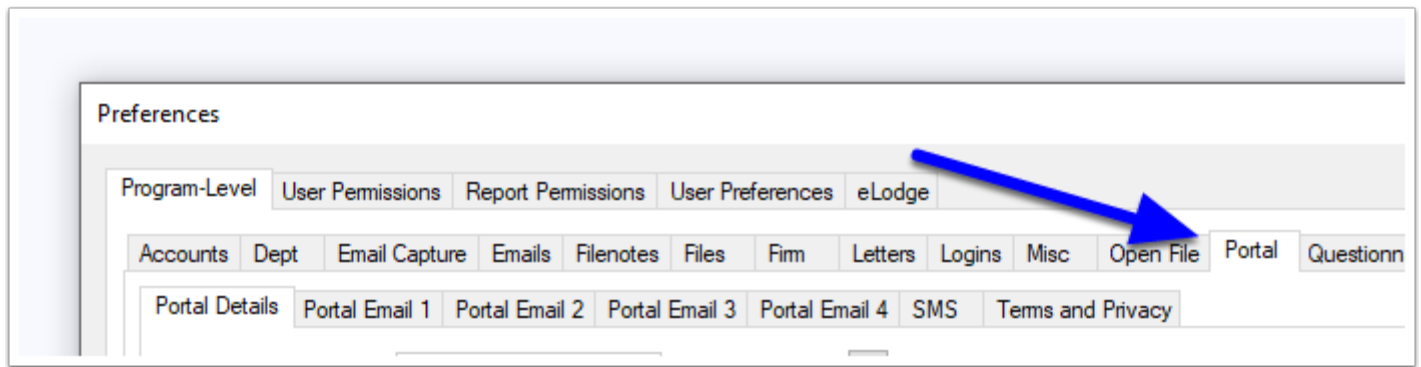 Preferences
Program-Level User Permissions Report Permissions User Preferences eLodge
Accounts Dept Email Capture Emails Filenotes Files Firm Letters Logins Misc Open File Portal Questionn
Portal Details Portal Email 1 Portal Email 2 Portal Email 3 Portal Email 4 SMS Terms and Privacy